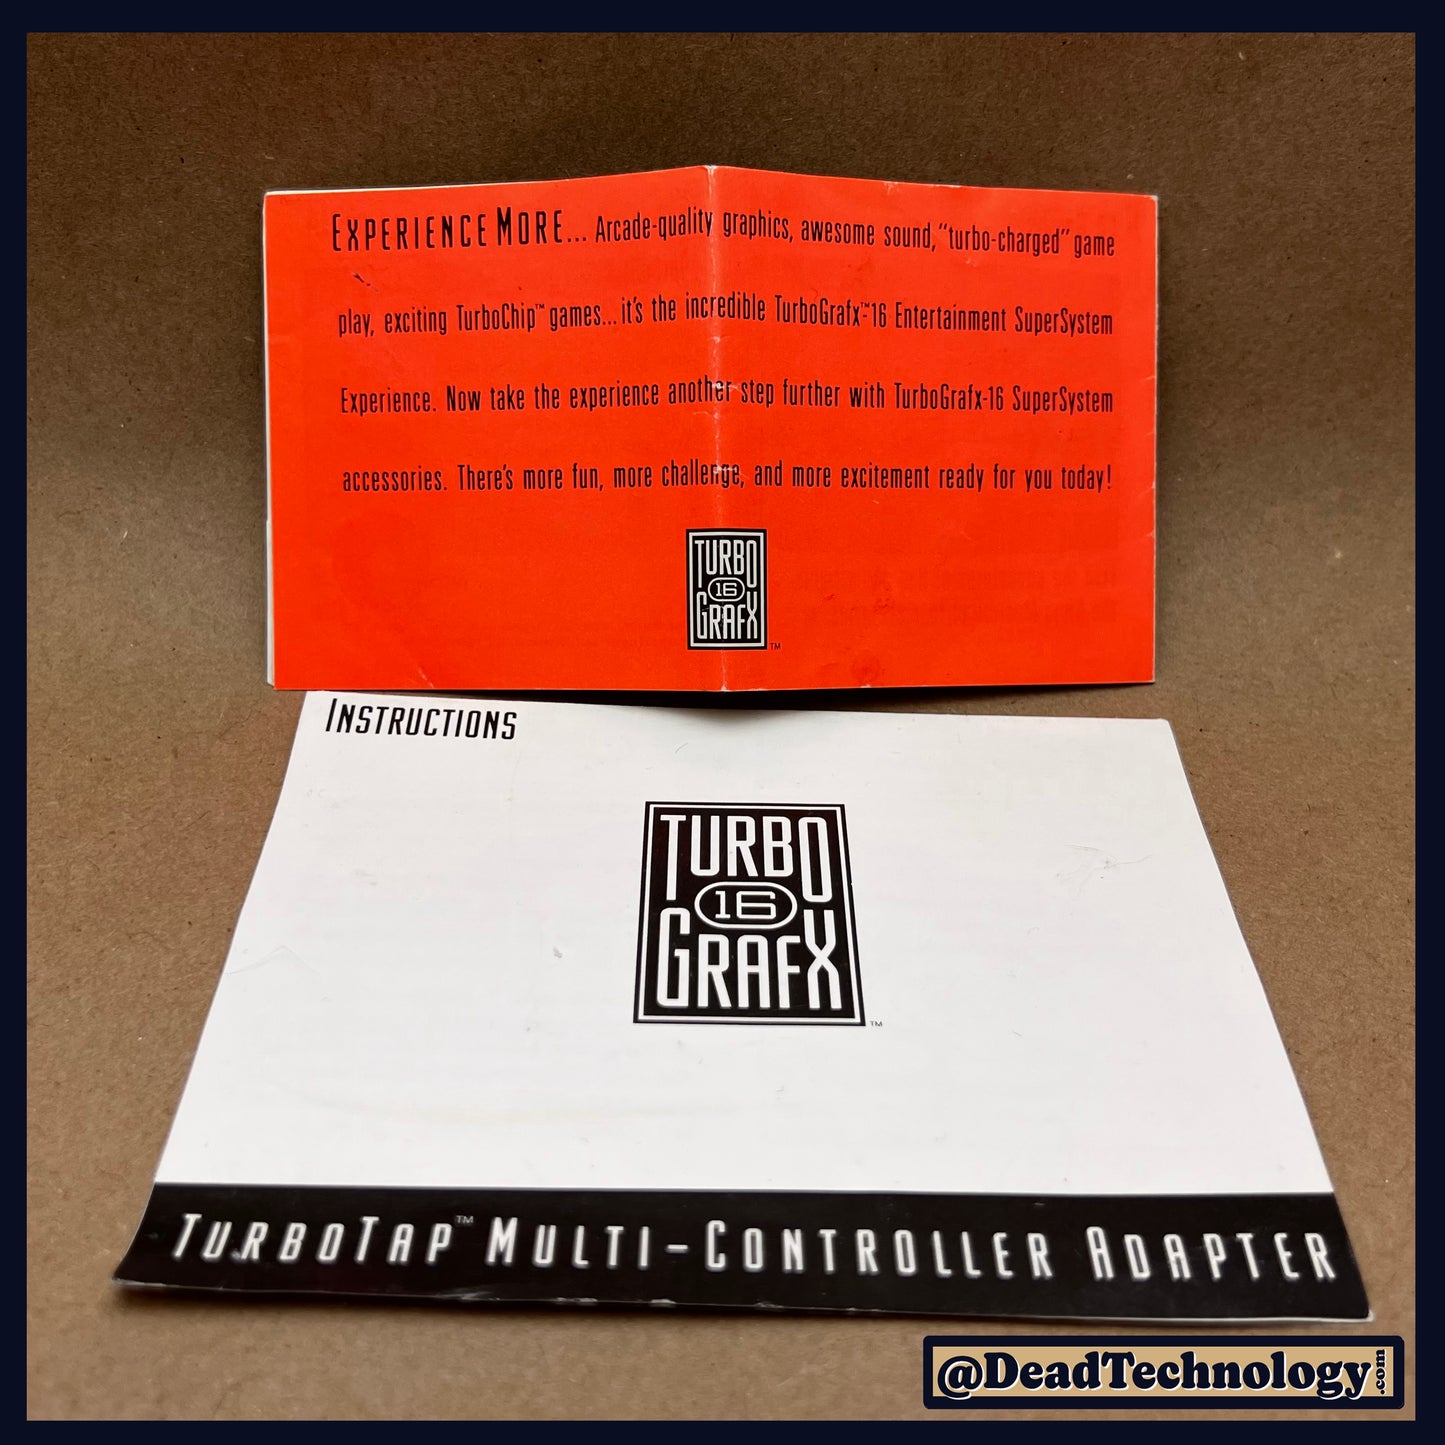 EXPERIENCE MORE... Arcade-quality graphics, awesome sound, "turbo-charged" game
play, exciting TurboChip™ games... it's the incredible TurboGrafx™-16 Entertainment SuperSystem
Experience. Now take the experience another step further with TurboGrafx-16 SuperSystem
accessories. There's more fun, more challenge, and more excitement ready for you today!
TURBO
16
GRAFX
TM
INSTRUCTIONS
TURBO
16
GRAFX
TM
TURBOTAP™ MULTI-CONTROLLER ADAPTER
@DeadTechnology.com